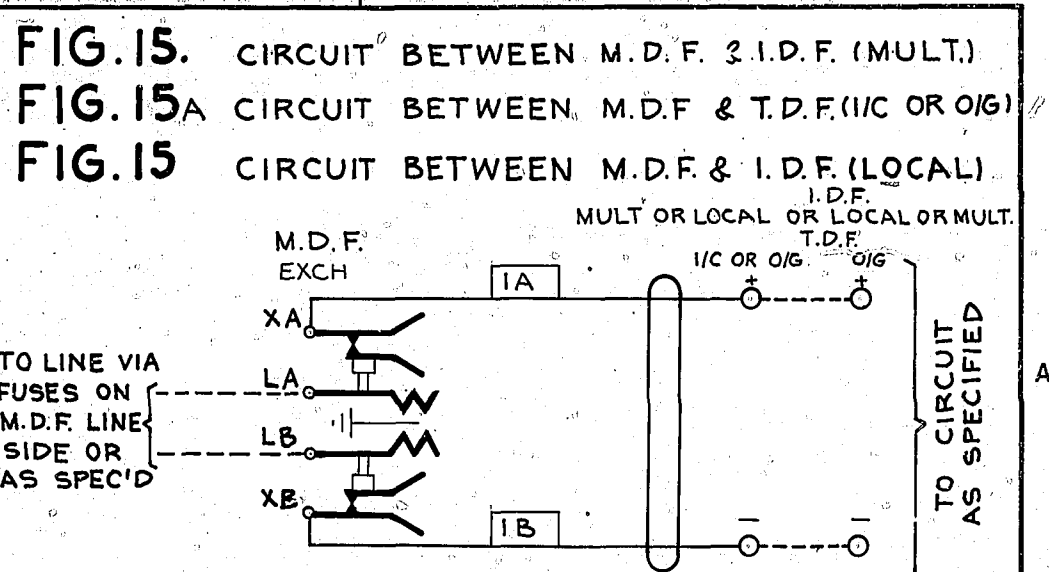 FIG.15. CIRCUIT BETWEEN M.D.F. & I.D.F. (MULT.)
FIG.15A CIRCUIT BETWEEN M.D.F & T.D.F.(I/C OR O/G)
FIG.15 CIRCUIT BETWEEN M.D.F. & I.D.F. (LOCAL)
I.D.F.
MULT OR LOCAL OR LOCAL OR MULT.
T.D.F.
I/C OR O/G. O/G
M.D.F.
EXCH
1A
+ +
XA
LA
LB
XB
1B
− −
TO LINE VIA
FUSES ON
M.D.F. LINE
SIDE OR
AS SPEC'D
TO CIRCUIT
AS SPECIFIED
A